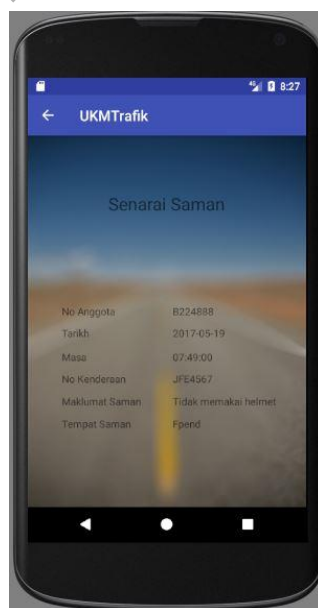 8:27
UKMTrafik
Senarai Saman
No Anggota B224888
Tarikh 2017-05-19
Masa 07:49:00
No Kenderaan JFE4567
Maklumat Saman Tidak memakai helmet
Tempat Saman Fpend